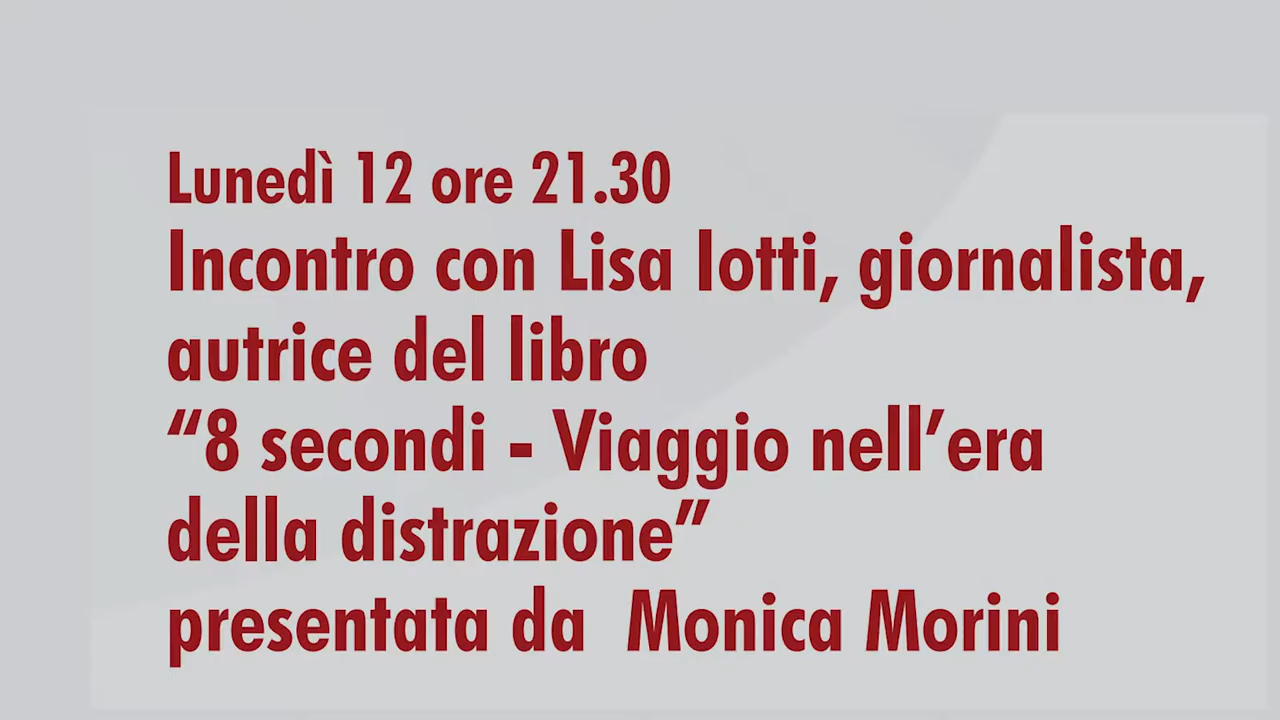 Lunedì 12 ore 21.30
Incontro con Lisa Iotti, giornalista,
autrice del libro
“8 secondi - Viaggio nell’era
della distrazione”
presentata da  Monica Morini